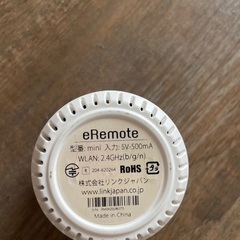 eRemote
型番: mini 入力: 5V-500mA
WLAN: 2.4GHz(b/g/n)
RoHS
株式会社リンクジャパン
www.linkjapan.co.jp
Made in China